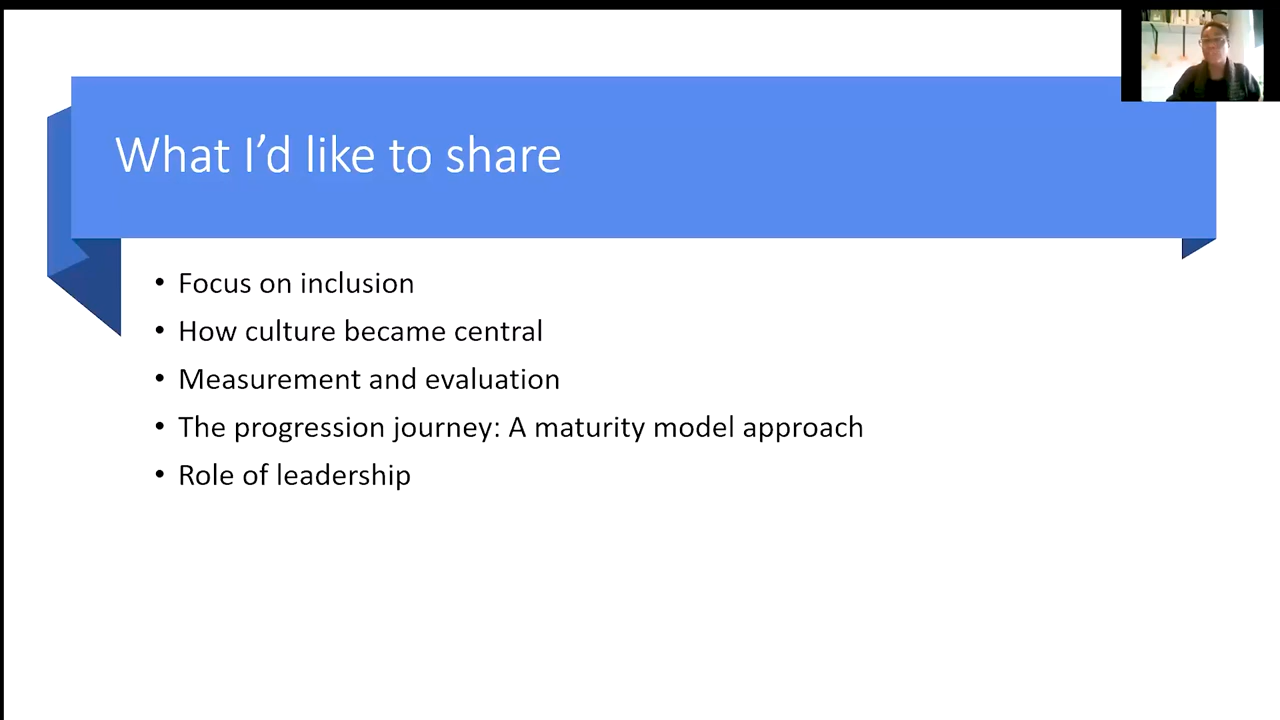 What I’d like to share
• Focus on inclusion
• How culture became central
• Measurement and evaluation
• The progression journey: A maturity model approach
• Role of leadership